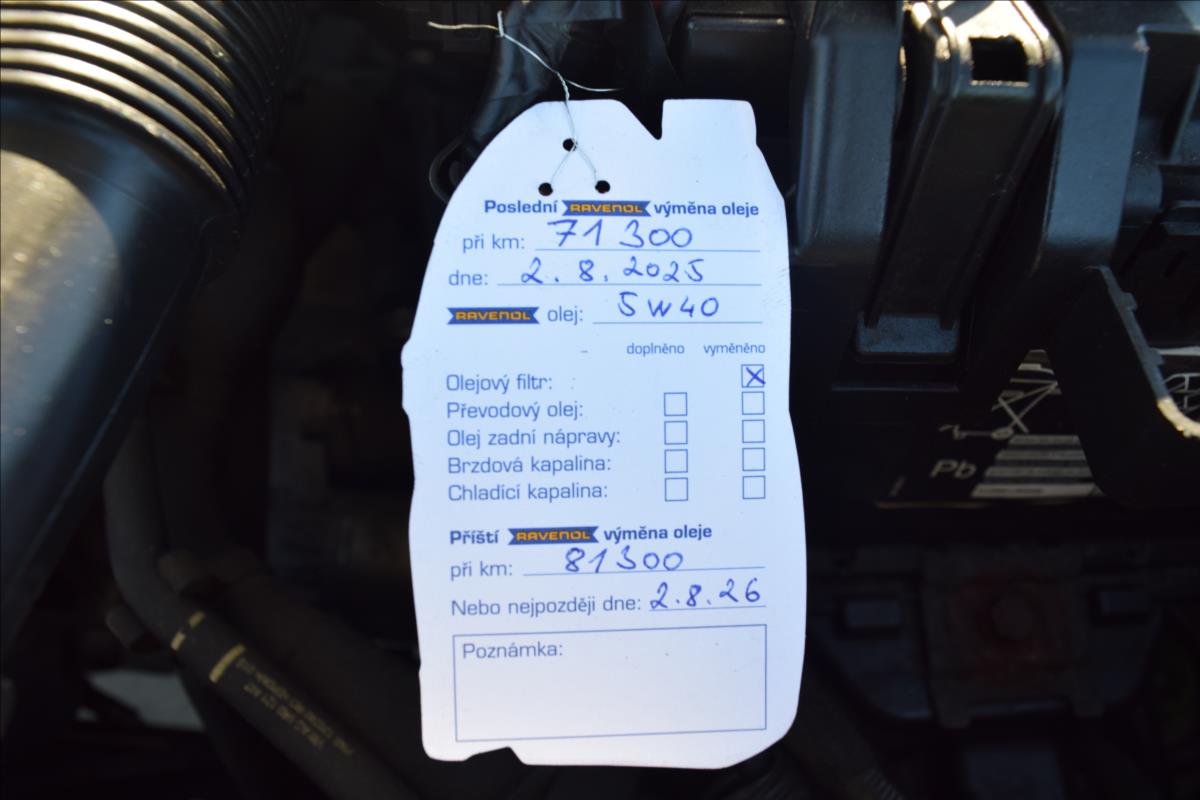 Poslední RAVENOL výměna oleje
při km: 71 300
dne: 2. 8. 2025
RAVENOL olej: 5W40
doplněno vyměněno
Olejový filtr: X
Převodový olej:
Olej zadní nápravy:
Brzdová kapalina:
Chladící kapalina:
Příští RAVENOL výměna oleje
při km: 81300
Nebo nejpozději dne: 2.8.26
Poznámka:
Pb